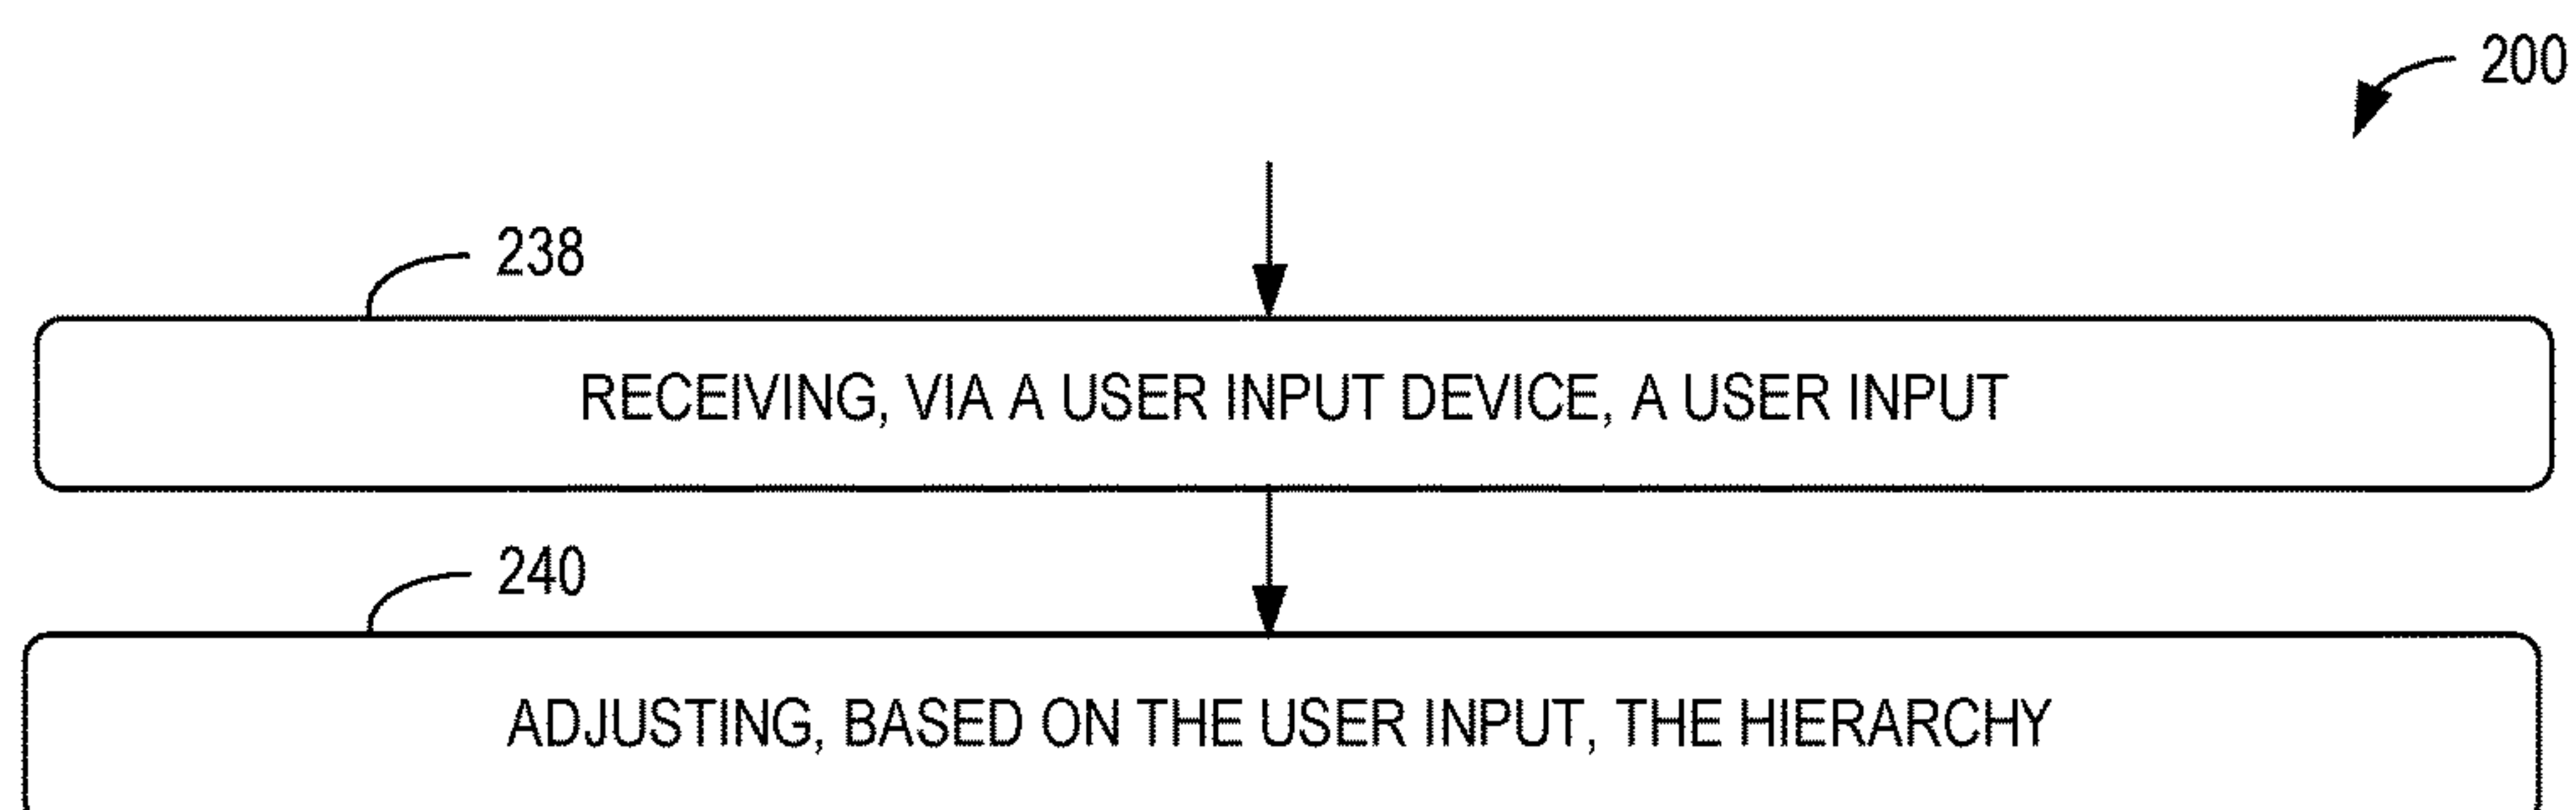 200
238
RECEIVING, VIA A USER INPUT DEVICE, A USER INPUT
240
ADJUSTING, BASED ON THE USER INPUT, THE HIERARCHY